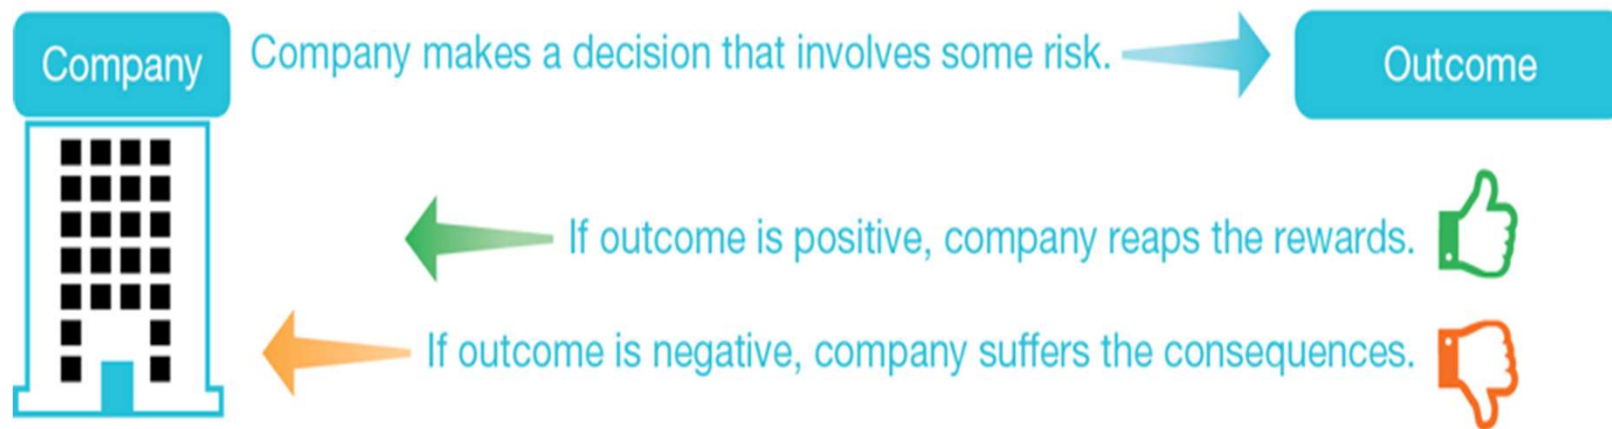 Company
Company makes a decision that involves some risk.
Outcome
If outcome is positive, company reaps the rewards.
If outcome is negative, company suffers the consequences.